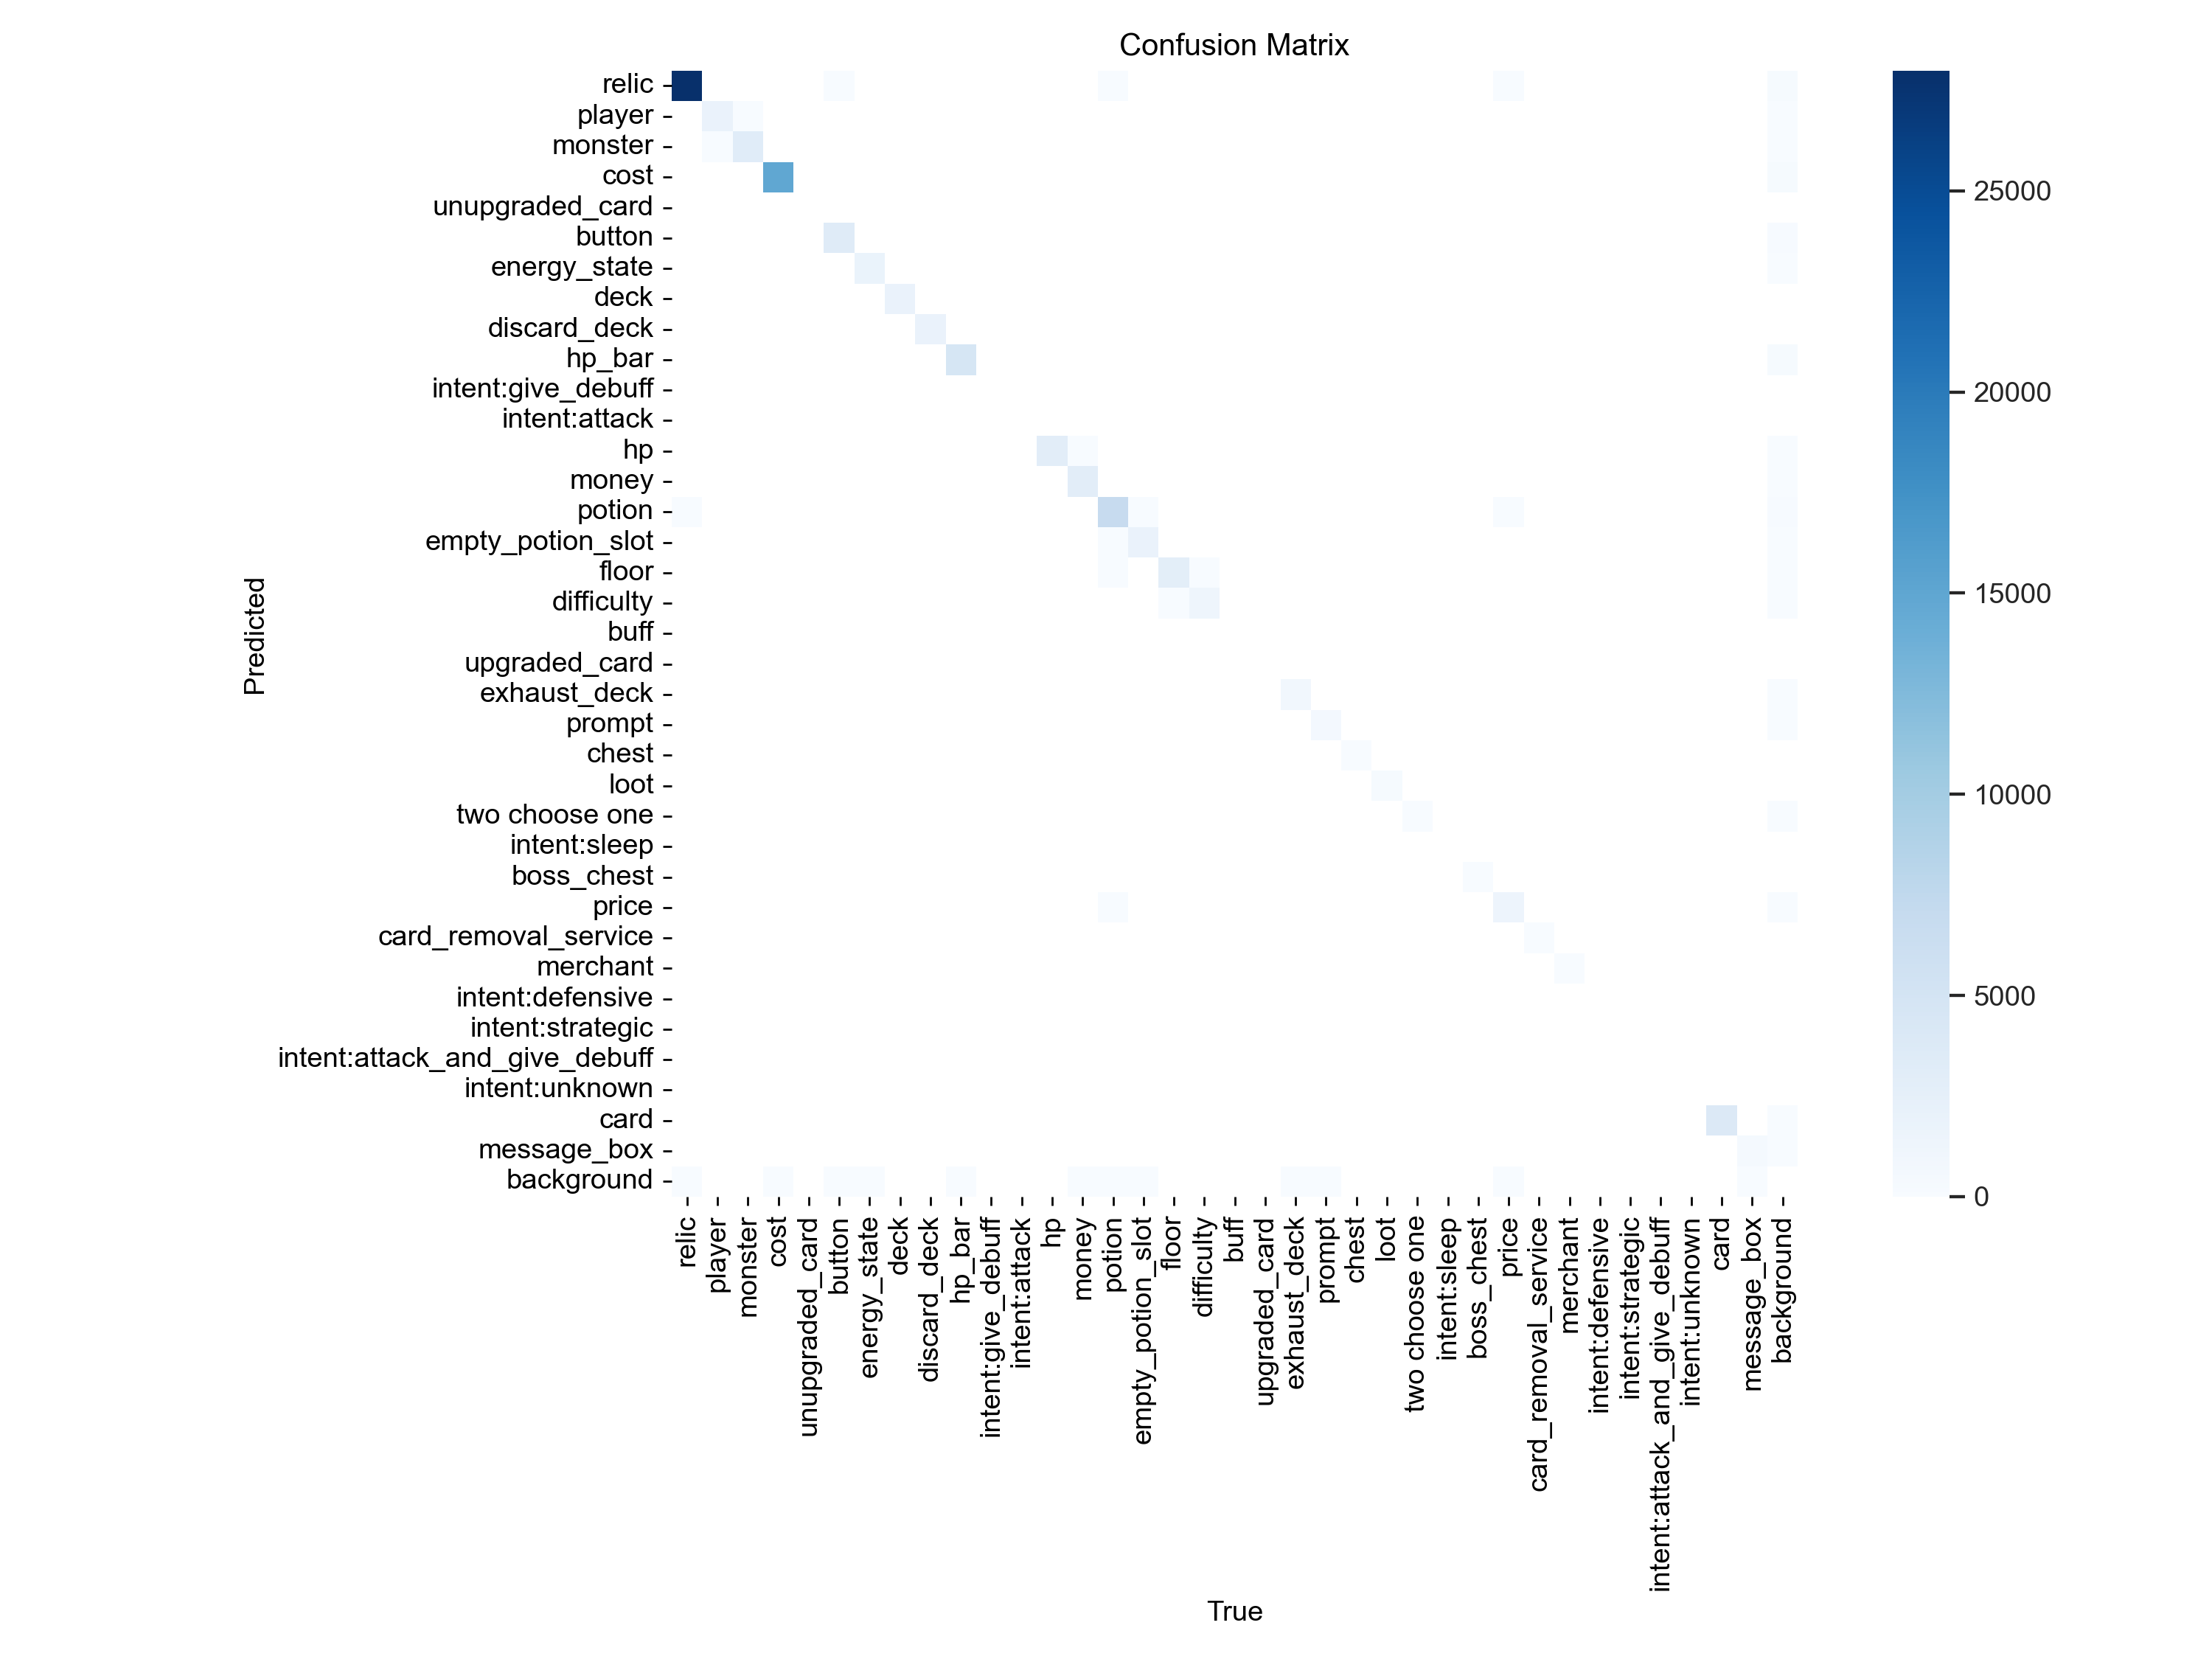 Confusion Matrix
relic
player
monster
cost
unupgraded_card
button
energy_state
deck
discard_deck
hp_bar
intent:give_debuff
intent:attack
hp
money
potion
empty_potion_slot
floor
difficulty
buff
upgraded_card
exhaust_deck
prompt
chest
loot
two choose one
intent:sleep
boss_chest
price
card_removal_service
merchant
intent:defensive
intent:strategic
intent:attack_and_give_debuff
intent:unknown
card
message_box
background
Predicted
relic
player
monster
cost
unupgraded_card
button
energy_state
deck
discard_deck
hp_bar
intent:give_debuff
intent:attack
hp
money
potion
empty_potion_slot
floor
difficulty
buff
upgraded_card
exhaust_deck
prompt
chest
loot
two choose one
intent:sleep
boss_chest
price
card_removal_service
merchant
intent:defensive
intent:strategic
intent:attack_and_give_debuff
intent:unknown
card
message_box
background
True
25000
20000
15000
10000
5000
0